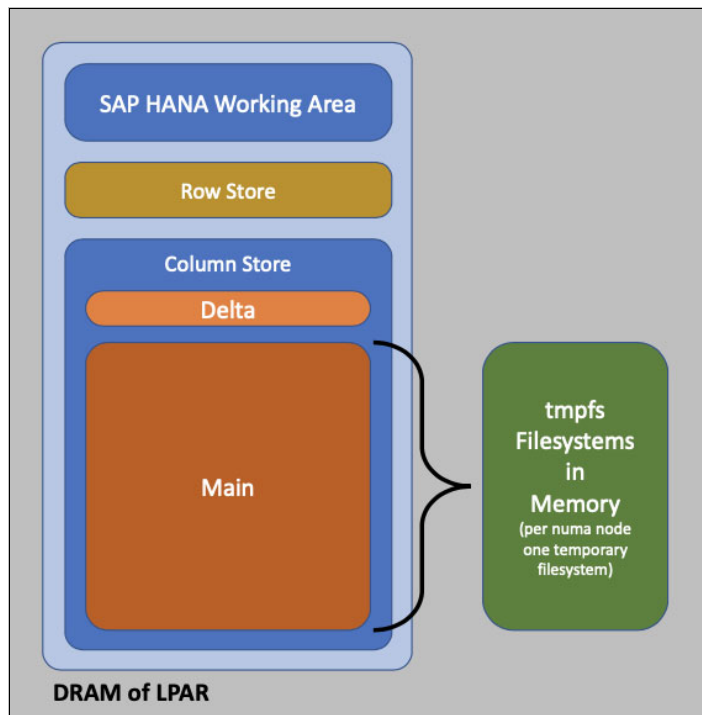 SAP HANA Working Area
Row Store
Column Store
Delta
Main
tmpfs
Filesystems
in
Memory
(per numa node
one temporary
filesystem)
DRAM of LPAR